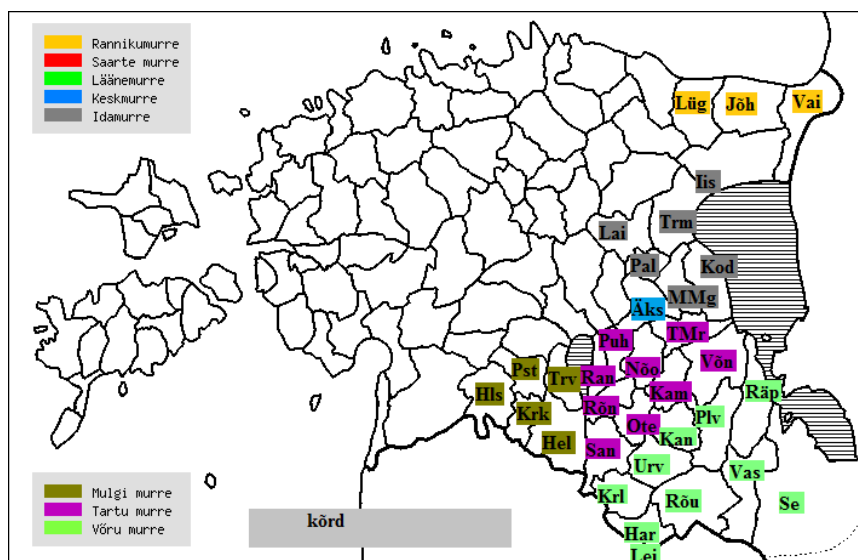 Rannikumurre
Saarte murre
Läänemurre
Keskmurre
Idamurre
Lüg Jõh Vai
Iis
Lai Trm
Pal Kod
MMg
Äks
Puh TMr
Pst Trv Ran Nõo Võn
Hls Kam Räp
Krk Rõn Plv
Hel Ote Kan
San Urv Vas
Krl Rõu Se
Har
Lei
Mulgi murre
Tartu murre
Võru murre
kõrd